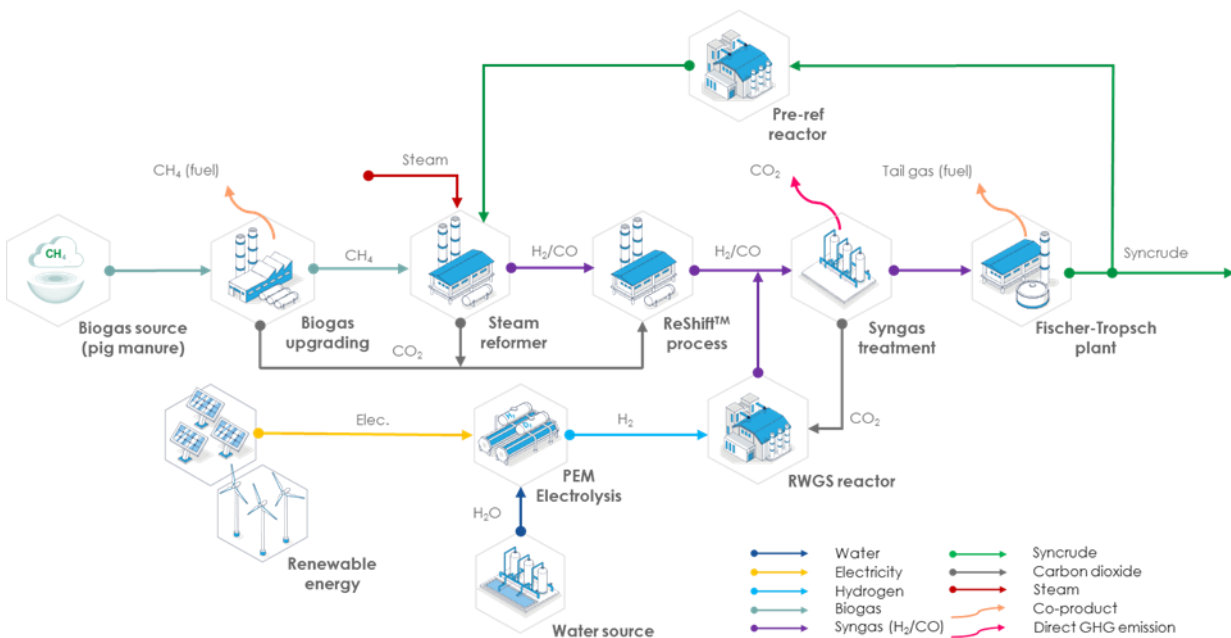 Pre-ref
reactor
Steam
CH₄ (fuel)
CO₂
Tail gas (fuel)
CH₄
CH₄
H₂/CO
H₂/CO
Syncrude
Biogas source
(pig manure)
Biogas
upgrading
Steam
reformer
ReShift™
process
Syngas
treatment
Fischer-Tropsch
plant
CO₂
CO₂
Elec.
H₂
PEM
Electrolysis
RWGS reactor
H₂O
Renewable
energy
Water source
Water
Electricity
Hydrogen
Biogas
Syngas (H₂/CO)
Syncrude
Carbon dioxide
Steam
Co-product
Direct GHG emission